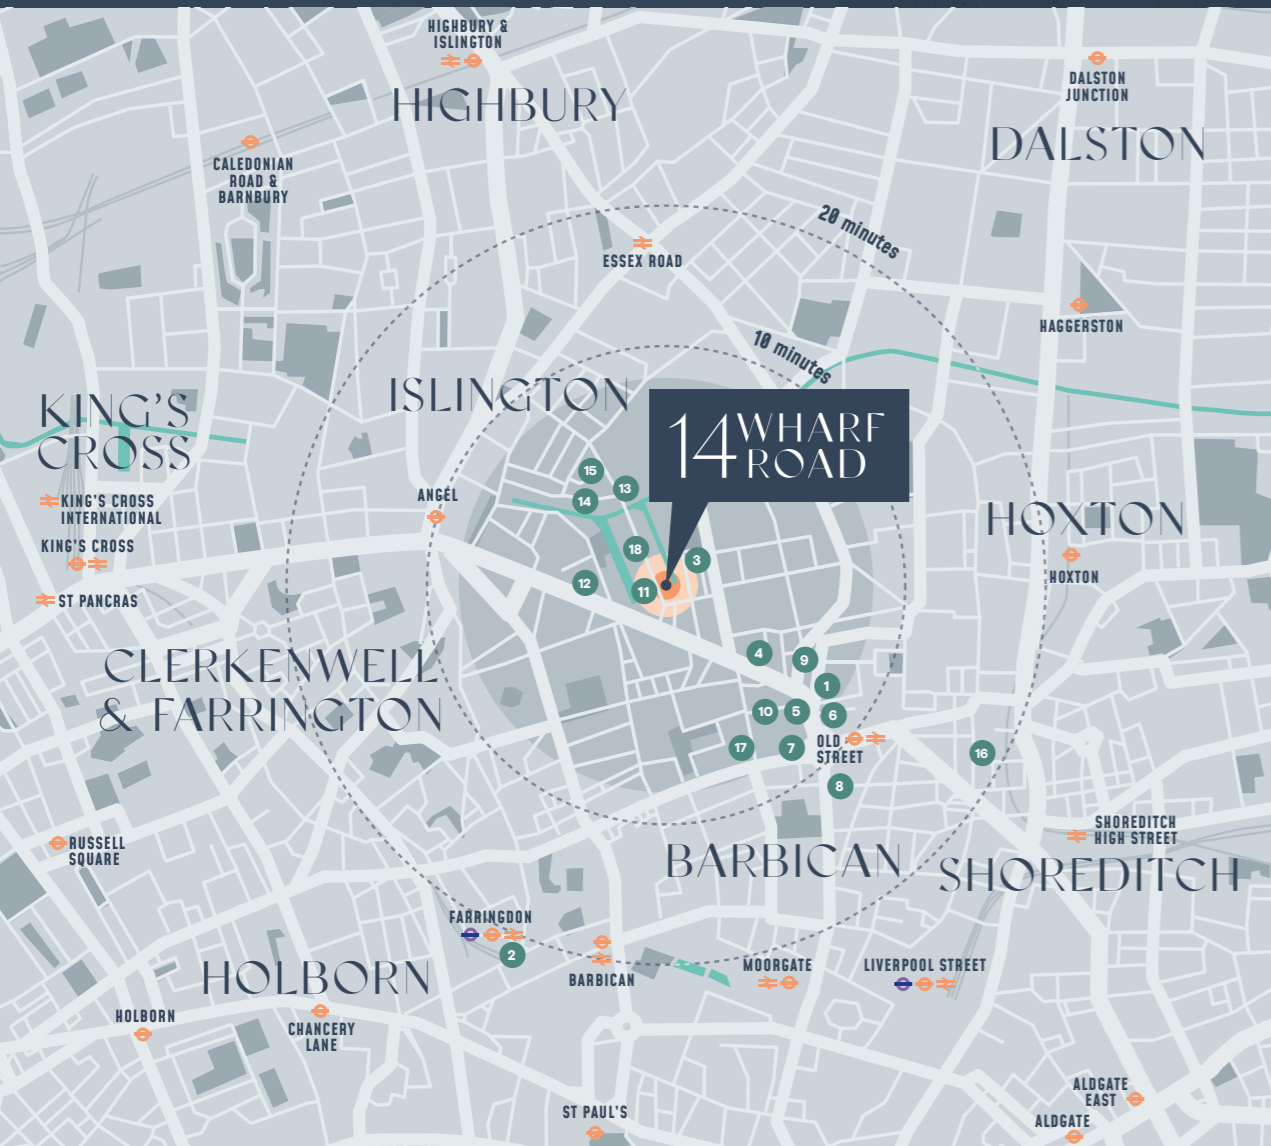 HIGHBURY &
ISLINGTON
HIGHBURY
DALSTON
JUNCTION
DALSTON
CALEDONIAN
ROAD &
BARNBURY
20 minutes
ESSEX ROAD
HAGGERSTON
10 minutes
ISLINGTON
KING'S
CROSS
14 WHARF
ROAD
KING'S CROSS
INTERNATIONAL
KING'S CROSS
ST PANCRAS
ANGEL
15
13
14
18
3
12
11
HOXTON
HOXTON
CLERKENWELL
& FARRINGTON
4
9
1
10
5
6
17
7
OLD
STREET
16
8
RUSSELL
SQUARE
SHOREDITCH
HIGH STREET
BARBICAN
SHOREDITCH
FARRINGDON
2
HOLBORN
BARBICAN
MOORGATE
LIVERPOOL STREET
HOLBORN
CHANCERY
LANE
ST PAUL'S
ALDGATE
EAST
ALDGATE